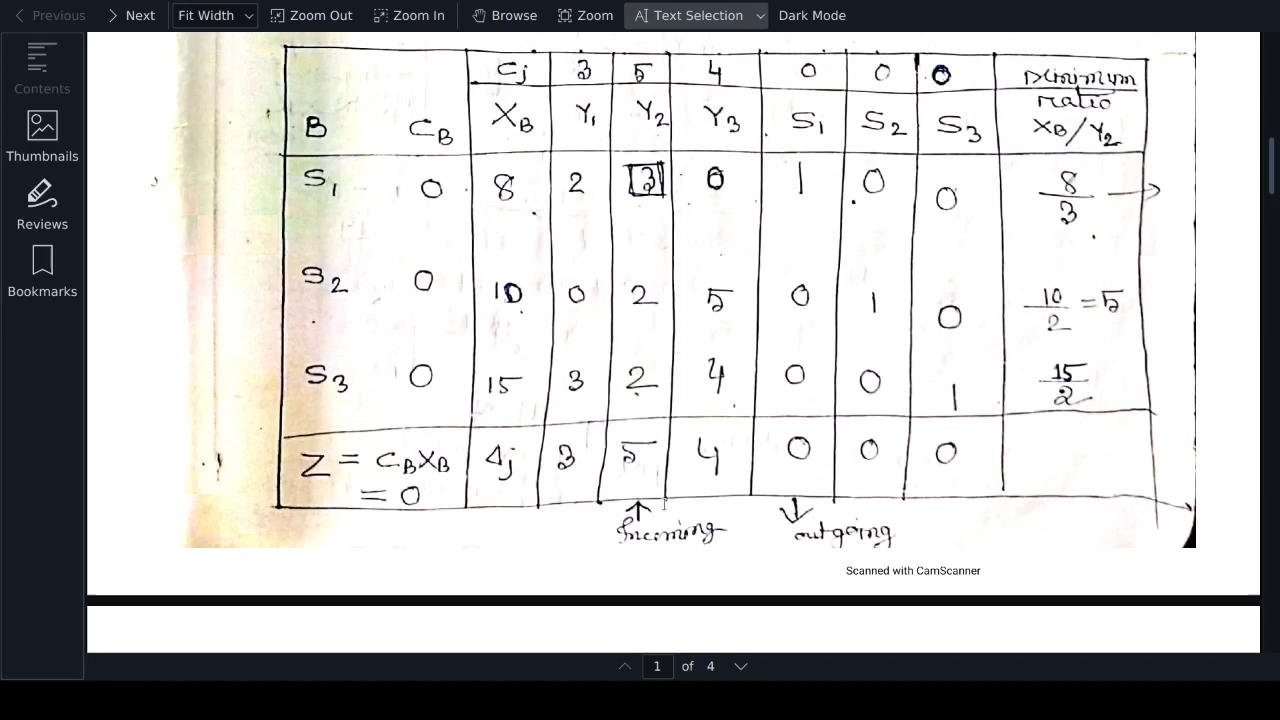 Previous Next Fit Width Zoom Out Zoom In Browse Zoom Text Selection Dark Mode
Contents
Thumbnails
Reviews
Bookmarks
Cj 3 5 4 0 0 0 Minimum
B CB XB Y1 Y2 Y3 S1 S2 S3 ratio
XB/Y2
S1 0 8 2 3 0 1 0 0 8/3 →
S2 0 10 0 2 5 0 1 0 10/2 = 5
S3 0 15 3 2 4 0 0 1 15/2
Z = CBXB Δj 3 5 4 0 0 0
= 0
↑ ↓
Incoming outgoing
Scanned with CamScanner
1 of 4